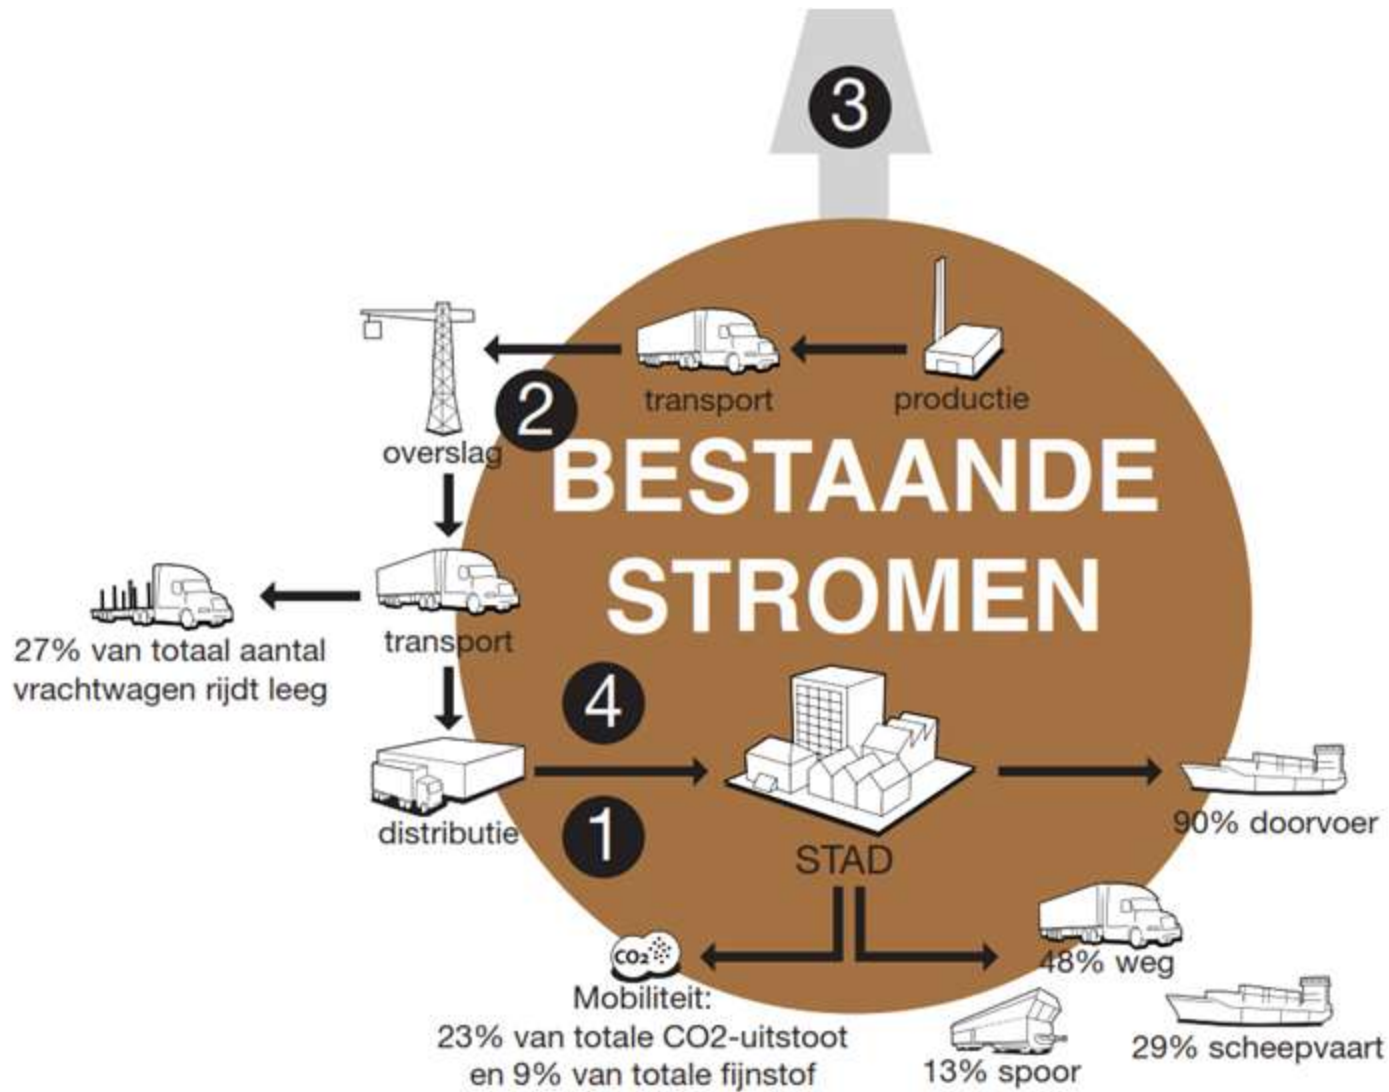 3
transport
productie
2
overslag
BESTAANDE
STROMEN
transport
27% van totaal aantal
vrachtwagen rijdt leeg
4
distributie
1
STAD
90% doorvoer
CO2
Mobiliteit:
23% van totale CO2-uitstoot
en 9% van totale fijnstof
48% weg
13% spoor
29% scheepvaart